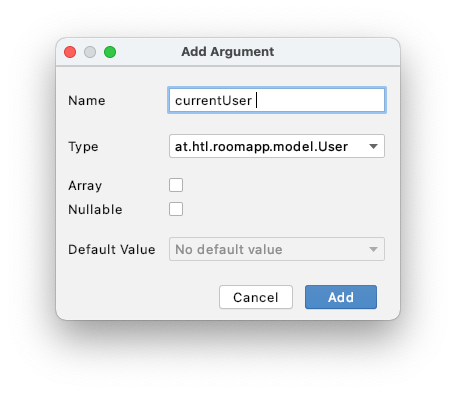 Add Argument
Name currentUser
Type at.htl.roomapp.model.User
Array
Nullable
Default Value No default value
Cancel Add